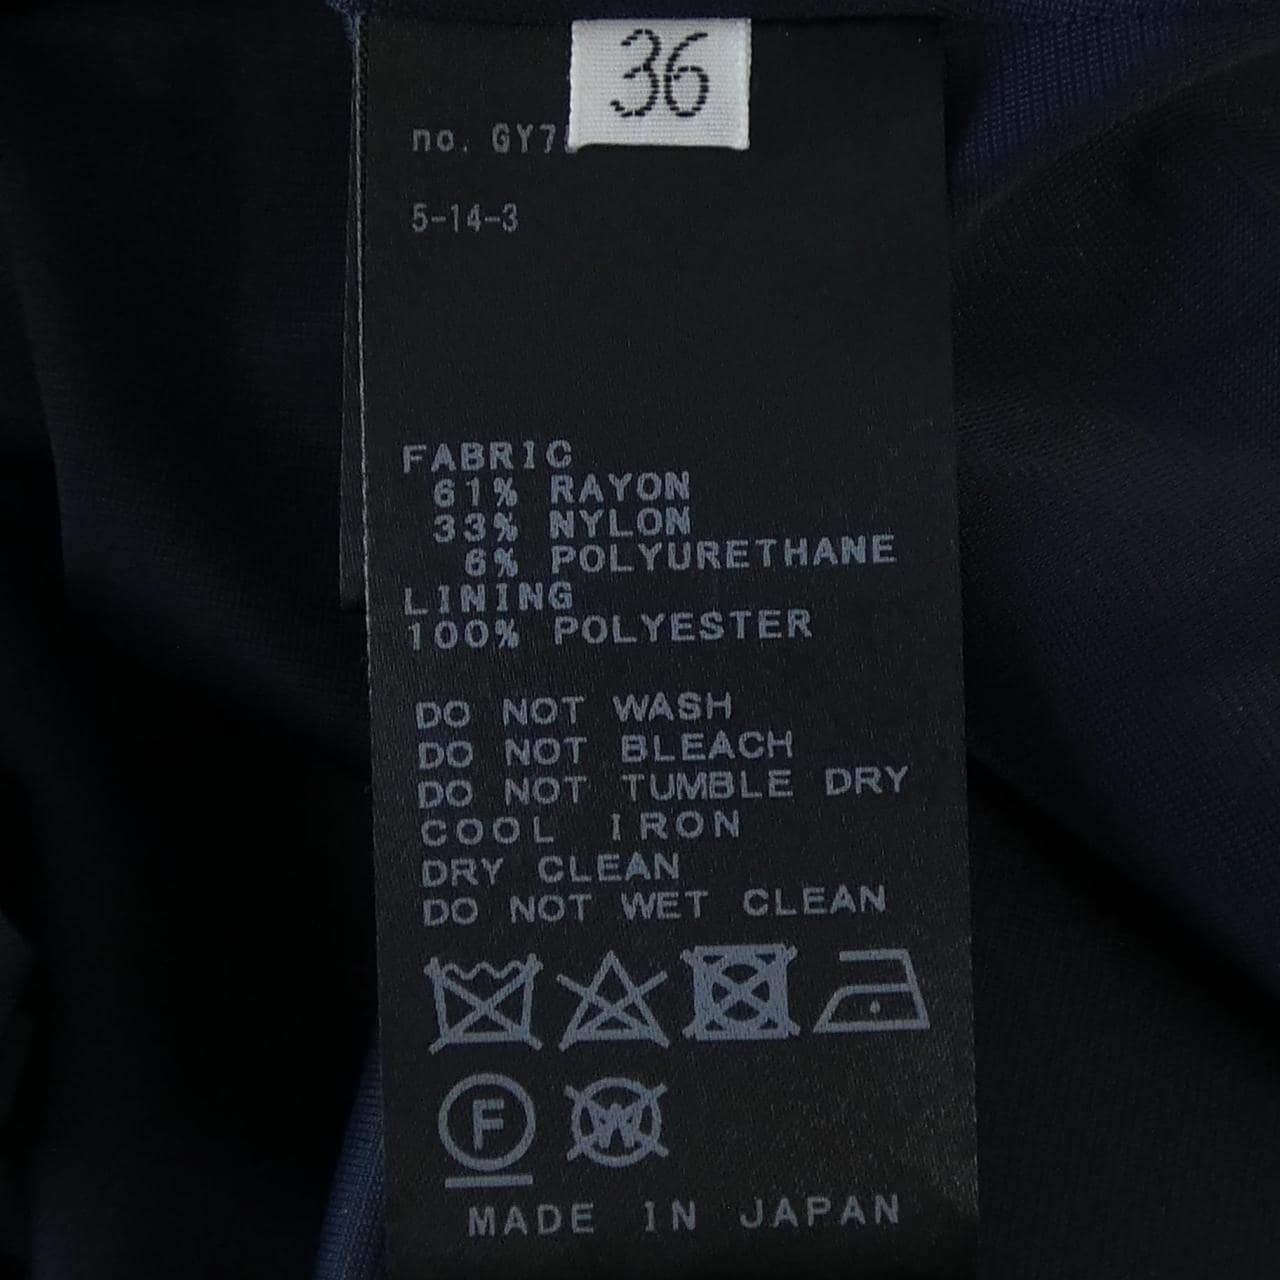 36
no. GY7
5-14-3
FABRIC
61% RAYON
33% NYLON
6% POLYURETHANE
LINING
100% POLYESTER
DO NOT WASH
DO NOT BLEACH
DO NOT TUMBLE DRY
COOL IRON
DRY CLEAN
DO NOT WET CLEAN
F W
MADE IN JAPAN